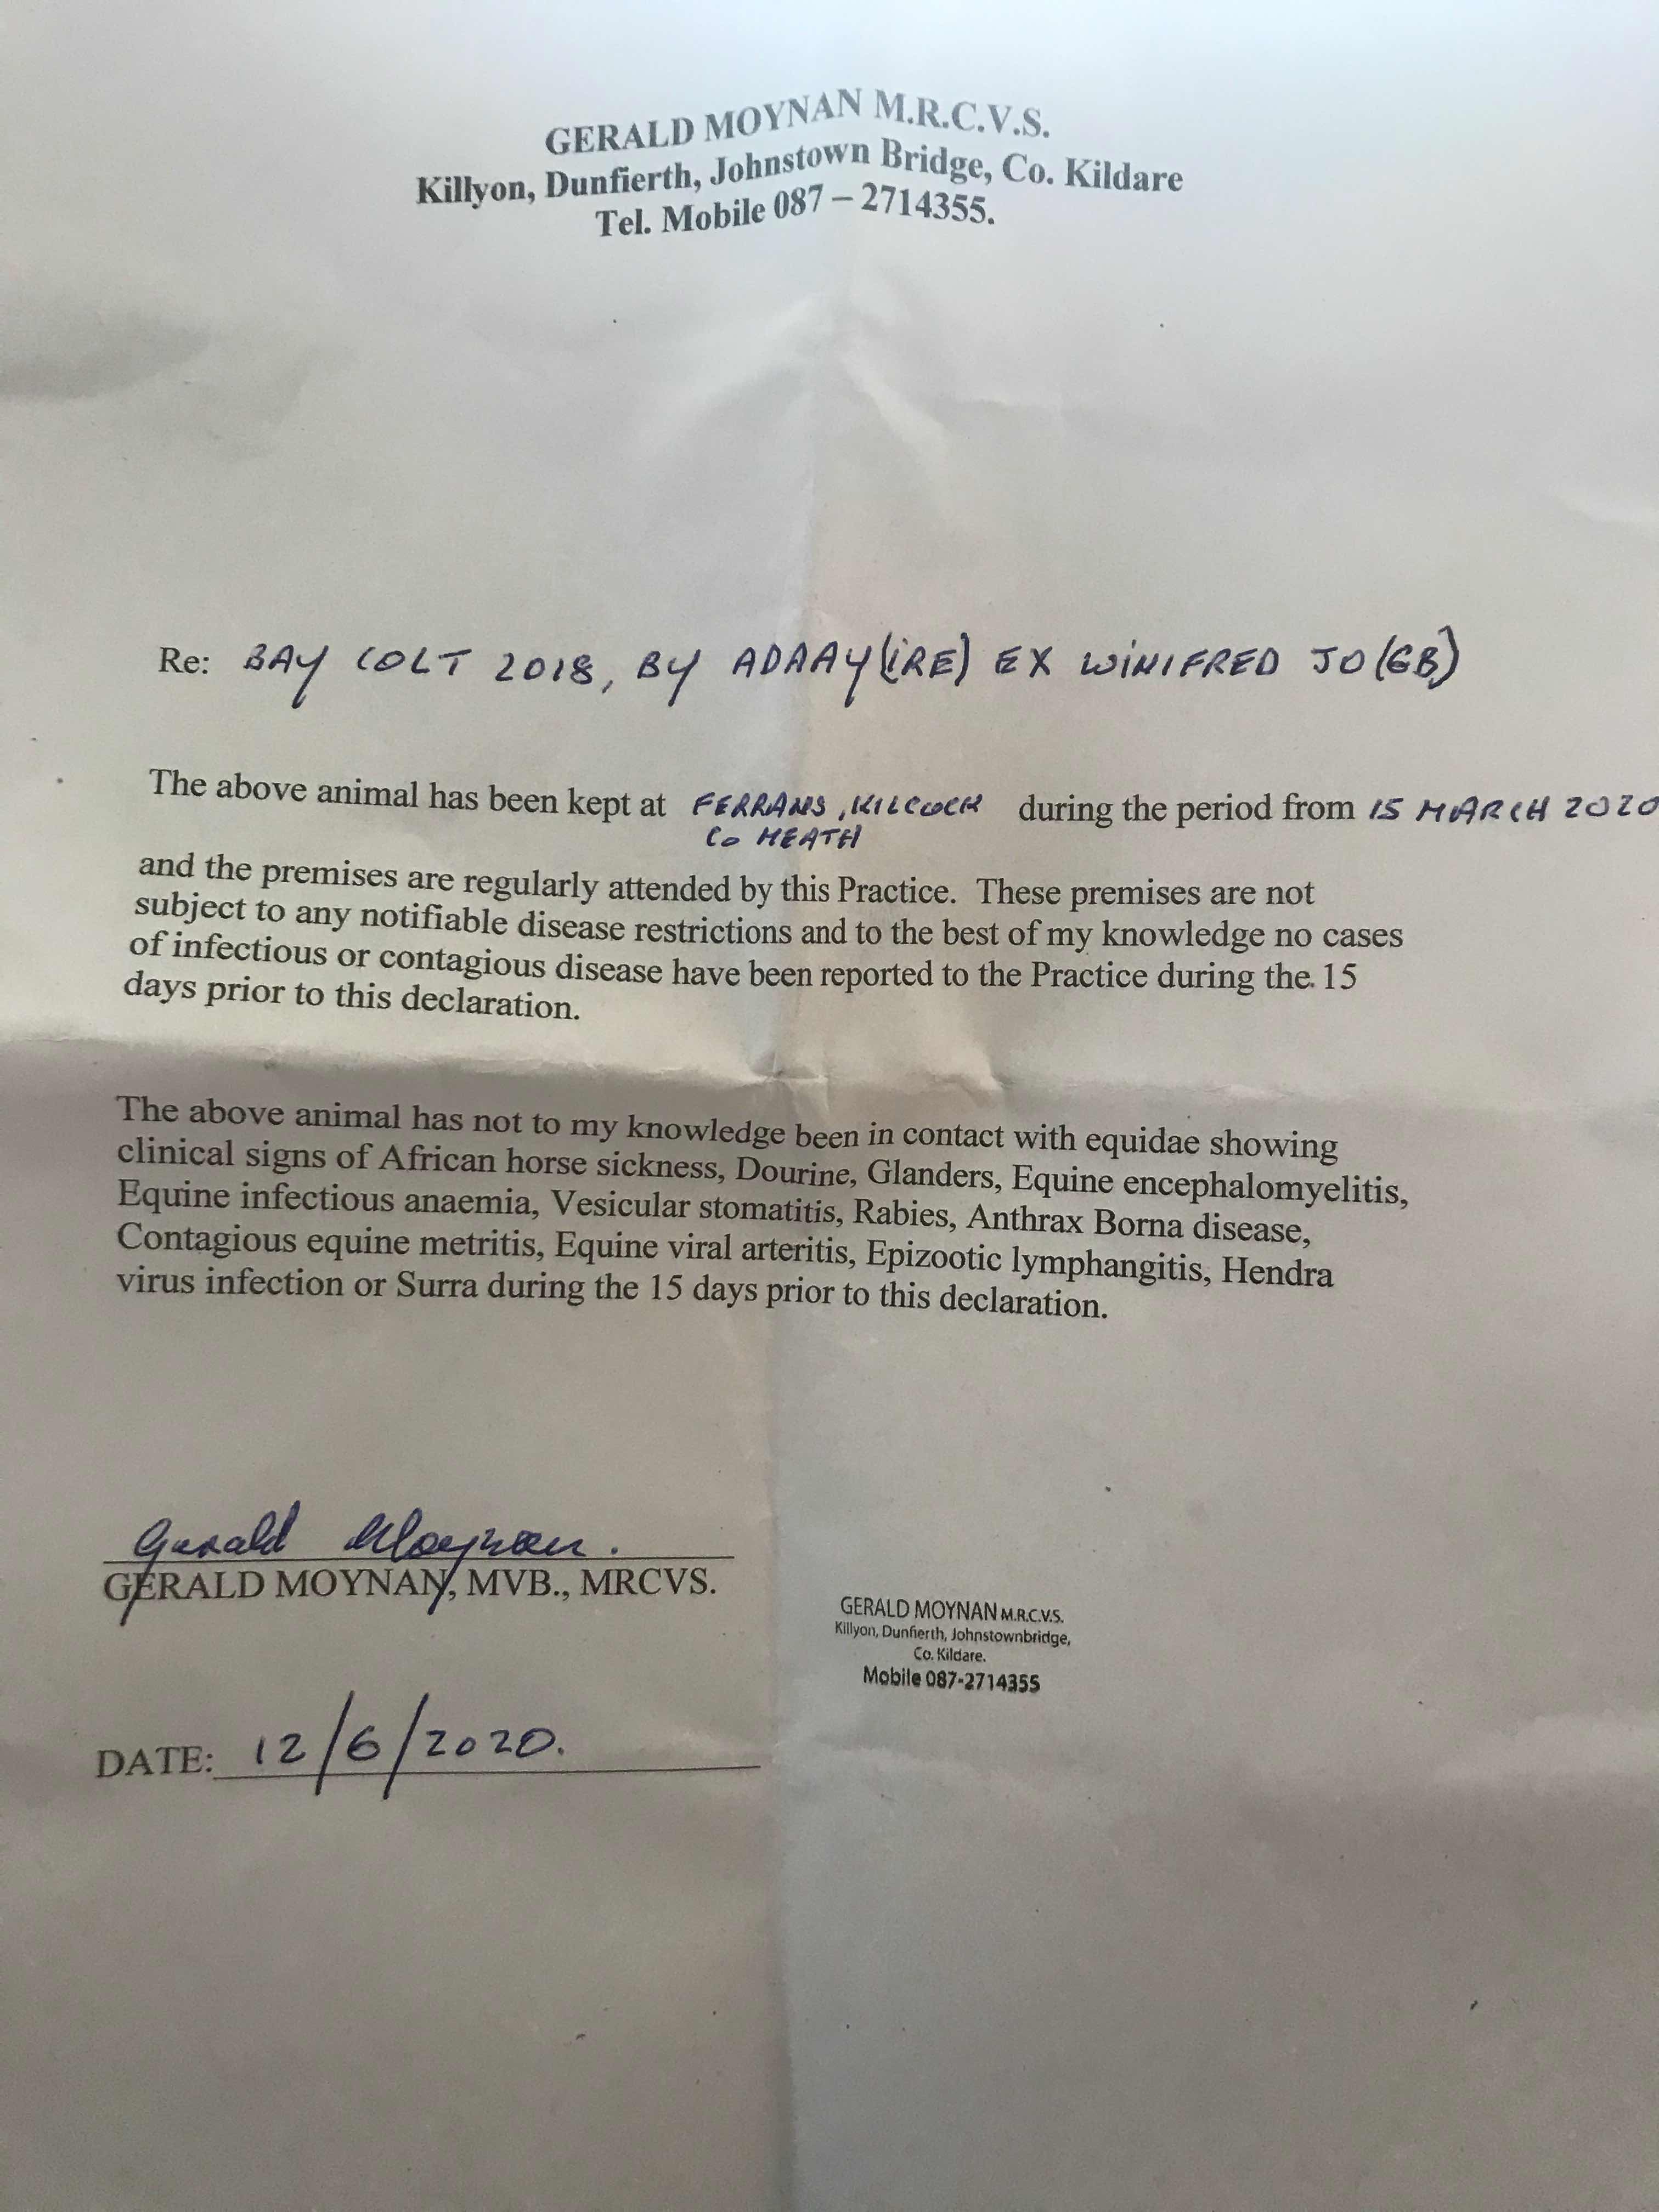 GERALD MOYNAN M.R.C.V.S.
Killyon, Dunfierth, Johnstown Bridge, Co. Kildare
Tel. Mobile 087 – 2714355.
Re: BAY COLT 2018, BY ADAAY (IRE) EX WINIFRED JO (GB)
The above animal has been kept at FERRANS, KILCOCK during the period from 15 MARCH 2020
CO MEATH
and the premises are regularly attended by this Practice. These premises are not
subject to any notifiable disease restrictions and to the best of my knowledge no cases
of infectious or contagious disease have been reported to the Practice during the. 15
days prior to this declaration.
The above animal has not to my knowledge been in contact with equidae showing
clinical signs of African horse sickness, Dourine, Glanders, Equine encephalomyelitis,
Equine infectious anaemia, Vesicular stomatitis, Rabies, Anthrax Borna disease,
Contagious equine metritis, Equine viral arteritis, Epizootic lymphangitis, Hendra
virus infection or Surra during the 15 days prior to this declaration.
Gerald Moynan.
GERALD MOYNAN, MVB., MRCVS.
GERALD MOYNAN M.R.C.V.S.
Killyon, Dunfierth, Johnstownbridge,
Co. Kildare.
Mobile 087-2714355
DATE: 12/6/2020.